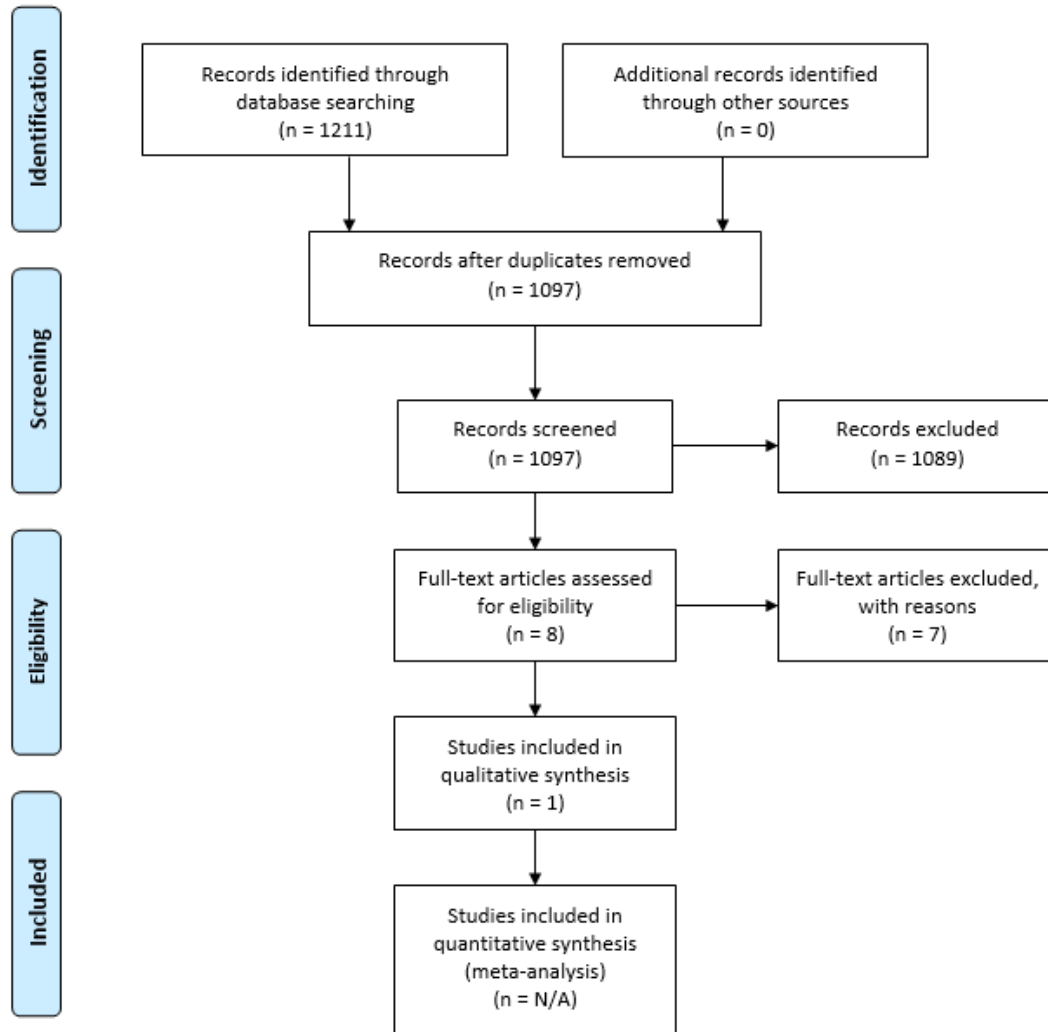 Identification
Records identified through
database searching
(n = 1211)
Additional records identified
through other sources
(n = 0)
Records after duplicates removed
(n = 1097)
Screening
Records screened
(n = 1097)
Records excluded
(n = 1089)
Eligibility
Full-text articles assessed
for eligibility
(n = 8)
Full-text articles excluded,
with reasons
(n = 7)
Studies included in
qualitative synthesis
(n = 1)
Included
Studies included in
quantitative synthesis
(meta-analysis)
(n = N/A)